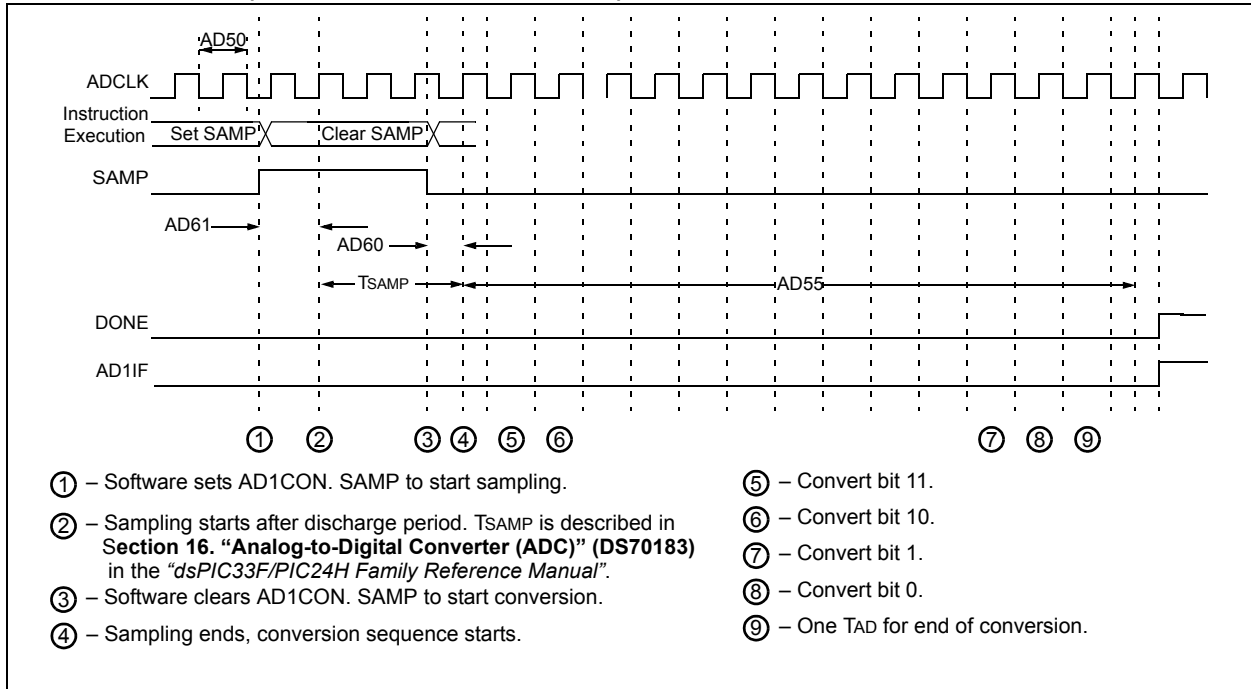 AD50
ADCLK
Instruction
Execution
Set SAMP
Clear SAMP
SAMP
AD61
AD60
TSAMP
AD55
DONE
AD1IF
1 2 3 4 5 6 7 8 9
1 – Software sets AD1CON. SAMP to start sampling.
2 – Sampling starts after discharge period. TSAMP is described in
Section 16. “Analog-to-Digital Converter (ADC)” (DS70183)
in the “dsPIC33F/PIC24H Family Reference Manual”.
3 – Software clears AD1CON. SAMP to start conversion.
4 – Sampling ends, conversion sequence starts.
5 – Convert bit 11.
6 – Convert bit 10.
7 – Convert bit 1.
8 – Convert bit 0.
9 – One TAD for end of conversion.